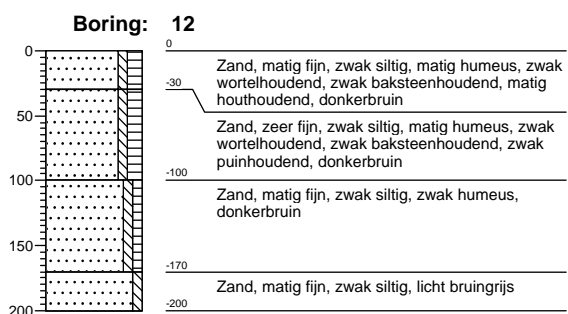 Boring: 12
0
0
Zand, matig fijn, zwak siltig, matig humeus, zwak
wortelhoudend, zwak baksteenhoudend, matig
houthoudend, donkerbruin
-30
50
Zand, zeer fijn, zwak siltig, matig humeus, zwak
wortelhoudend, zwak baksteenhoudend, zwak
puinhoudend, donkerbruin
100
-100
Zand, matig fijn, zwak siltig, zwak humeus,
donkerbruin
150
-170
Zand, matig fijn, zwak siltig, licht bruingrijs
200
-200